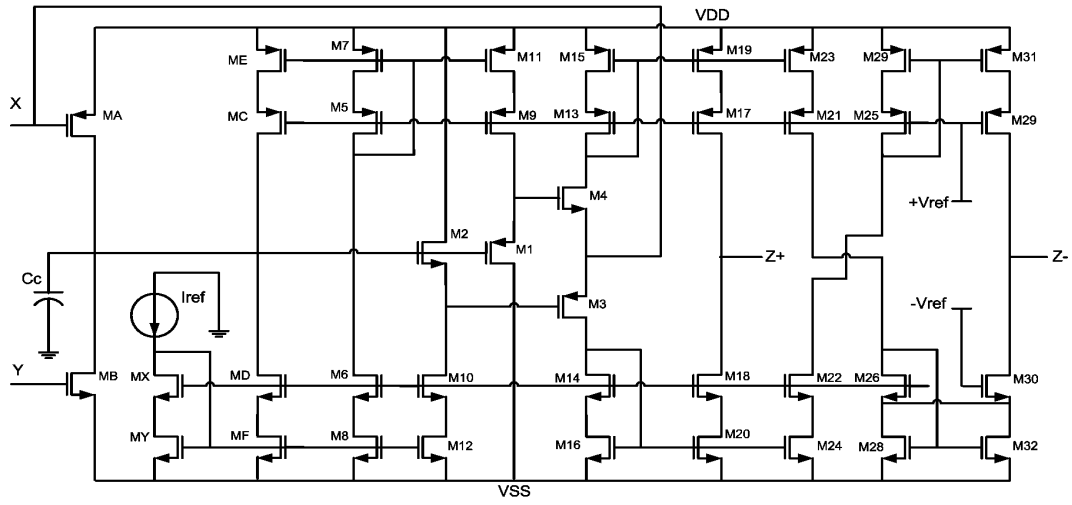 VDD
X
ME
M7
M11
M15
M19
M23
M29
M31
MA
MC
M5
M9
M13
M17
M21
M25
M29
M4
+Vref
M2
M1
Z+
Z-
Cc
Iref
M3
-Vref
Y
MB
MX
MD
M6
M10
M14
M18
M22
M26
M30
MY
MF
M8
M12
M16
M20
M24
M28
M32
VSS